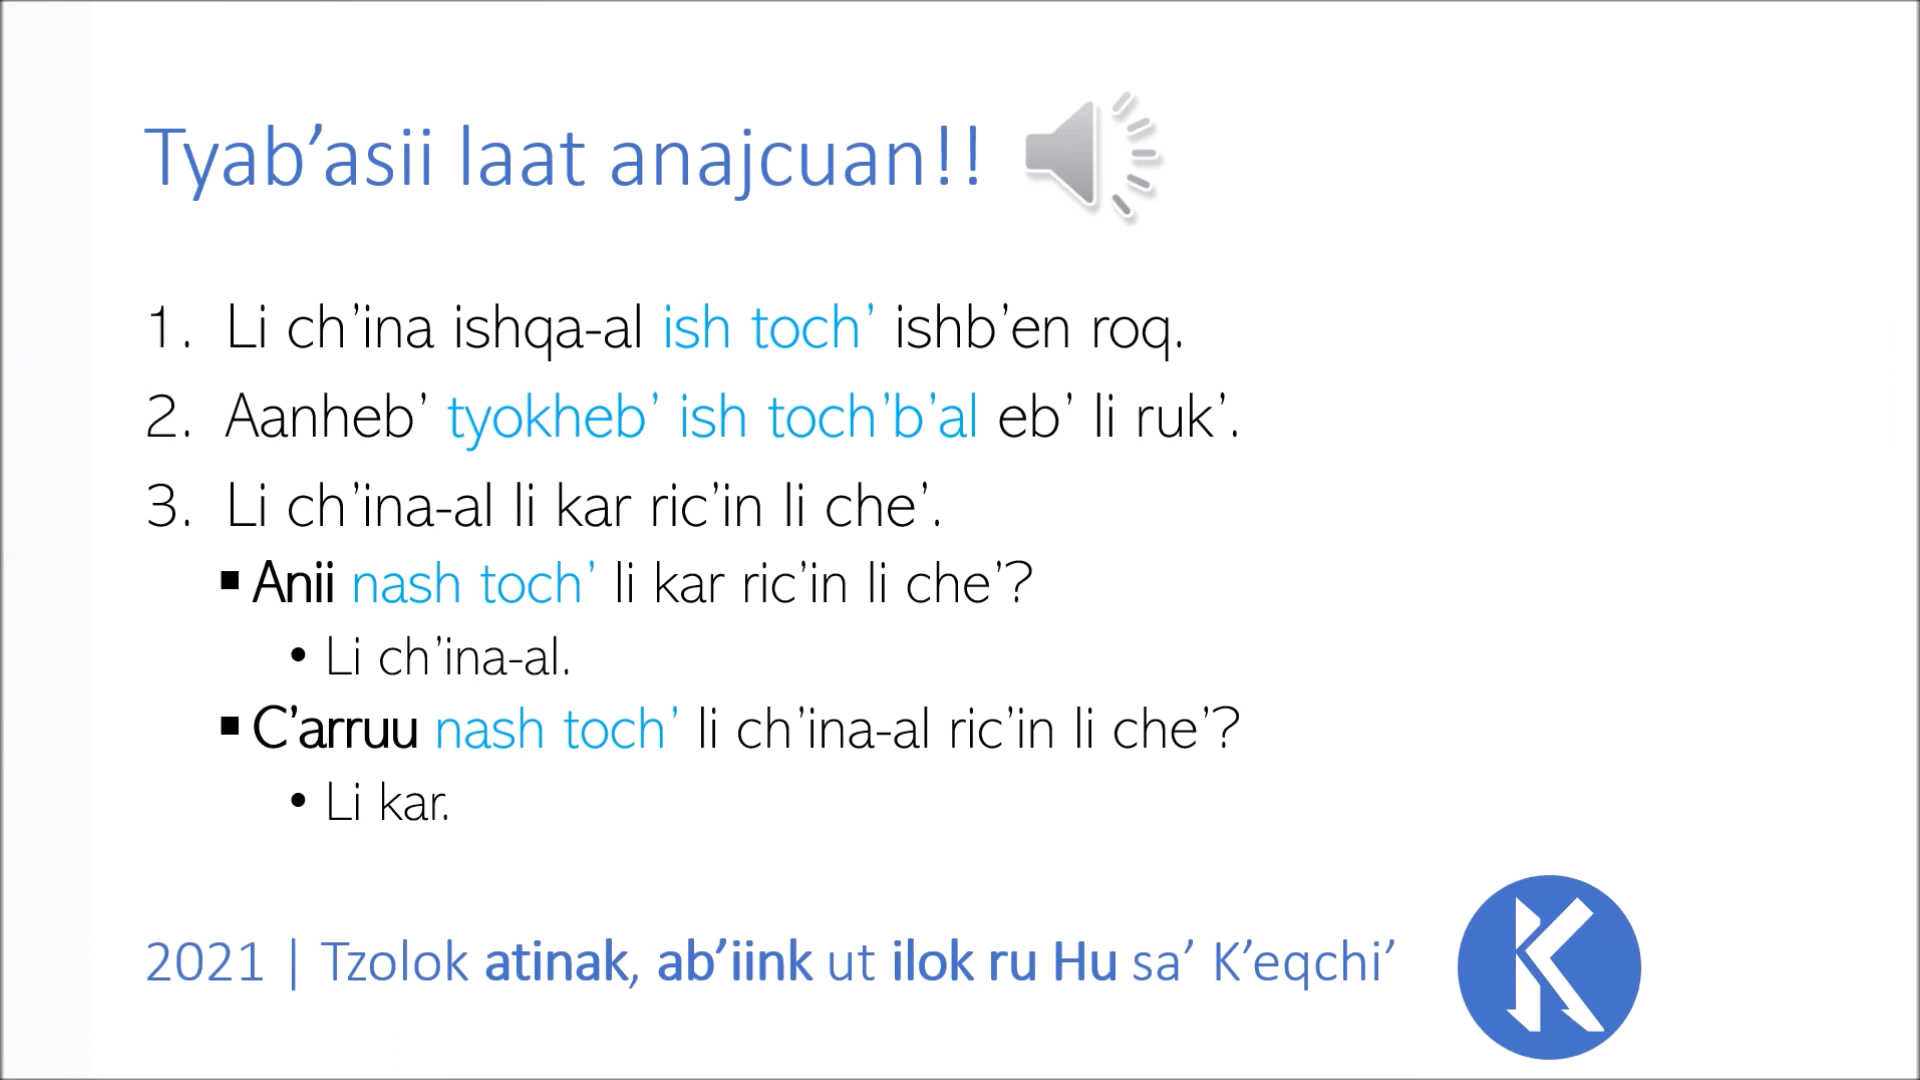 Tyab’asii laat anajcuan!!
1. Li ch’ina ishqa-al ish toch’ ishb’en roq.
2. Aanheb’ tyokheb’ ish toch’b’al eb’ li ruk’.
3. Li ch’ina-al li kar ric’in li che’.
▪ Anii nash toch’ li kar ric’in li che’?
• Li ch’ina-al.
▪ C’arruu nash toch’ li ch’ina-al ric’in li che’?
• Li kar.
2021 | Tzolok atinak, ab’iink ut ilok ru Hu sa’ K’eqchi’
K